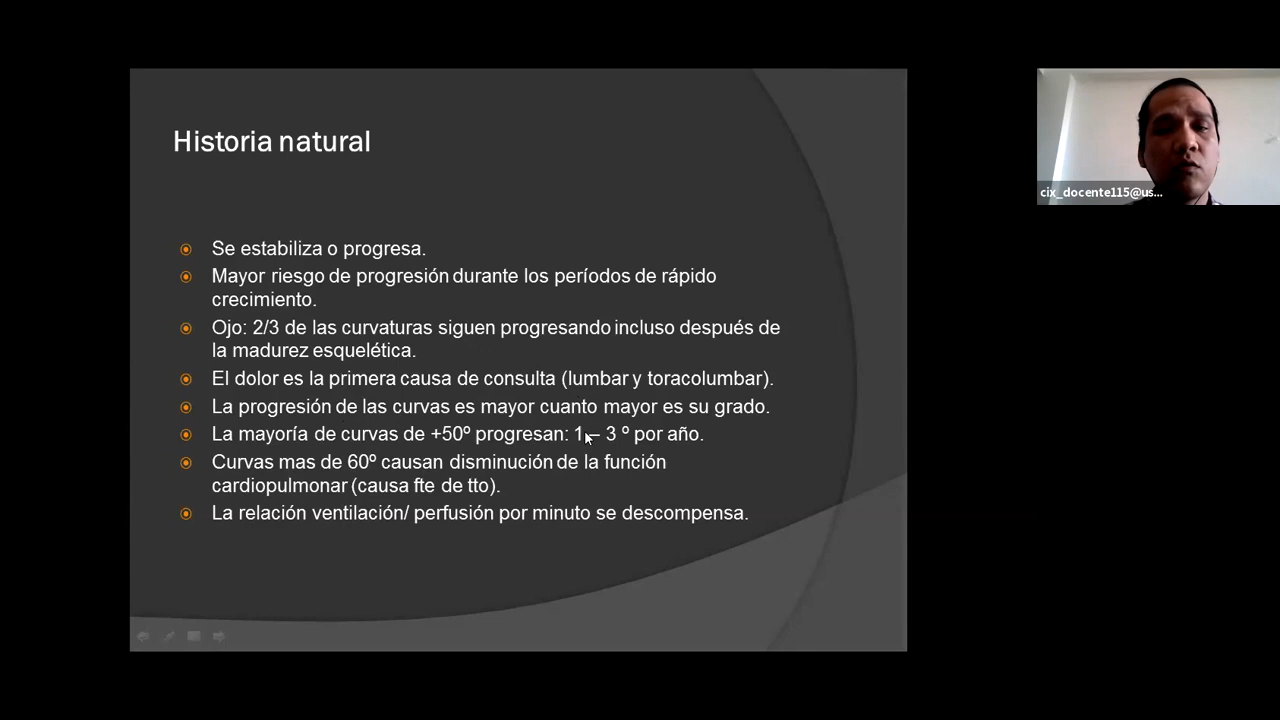 Historia natural
Se estabiliza o progresa.
Mayor riesgo de progresión durante los períodos de rápido
crecimiento.
Ojo: 2/3 de las curvaturas siguen progresando incluso después de
la madurez esquelética.
El dolor es la primera causa de consulta (lumbar y toracolumbar).
La progresión de las curvas es mayor cuanto mayor es su grado.
La mayoría de curvas de +50º progresan: 1 – 3 º por año.
Curvas mas de 60º causan disminución de la función
cardiopulmonar (causa fte de tto).
La relación ventilación/ perfusión por minuto se descompensa.
cix_docente115@us...